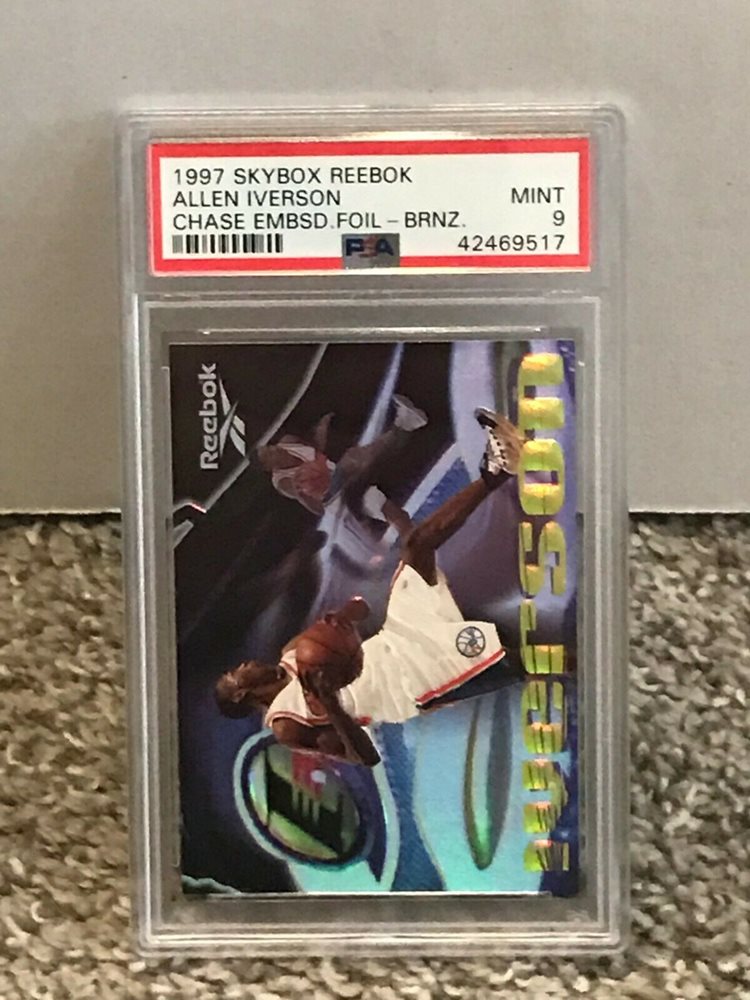 1997 SKYBOX REEBOK
ALLEN IVERSON MINT
CHASE EMBSD.FOIL – BRNZ. 9
PSA 42469517
Reebok
iverson